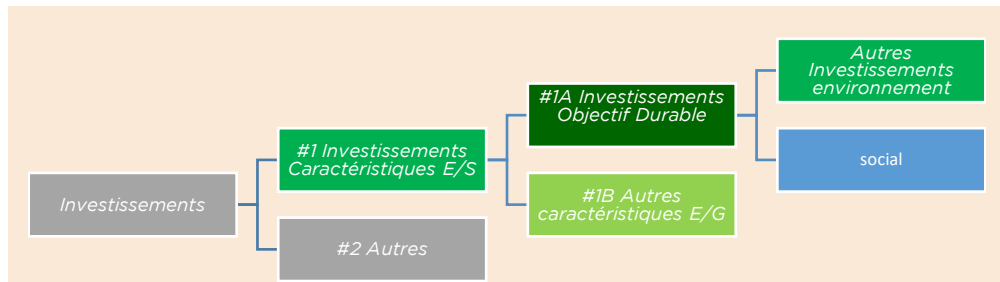 Investissements
#1 Investissements
Caractéristiques E/S
#2 Autres
#1A Investissements
Objectif Durable
#1B Autres
caractéristiques E/G
Autres
Investissements
environnement
social